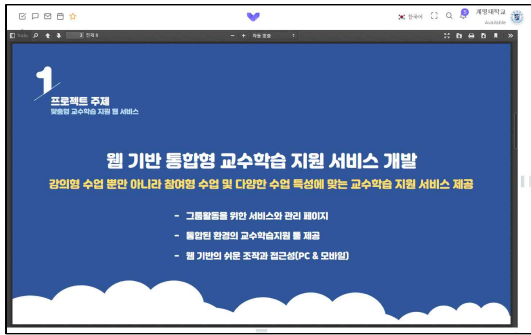 한국어
계명대학교
Available
1
프로젝트 주제
맞춤형 교수학습 지원 웹 서비스
웹 기반 통합형 교수학습 지원 서비스 개발
강의형 수업 뿐만 아니라 참여형 수업 및 다양한 수업 특성에 맞는 교수학습 지원 서비스 제공
- 그룹활동을 위한 서비스와 관리 페이지
- 통합된 환경의 교수학습지원 툴 제공
- 웹 기반의 쉬운 조작과 접근성(PC & 모바일)